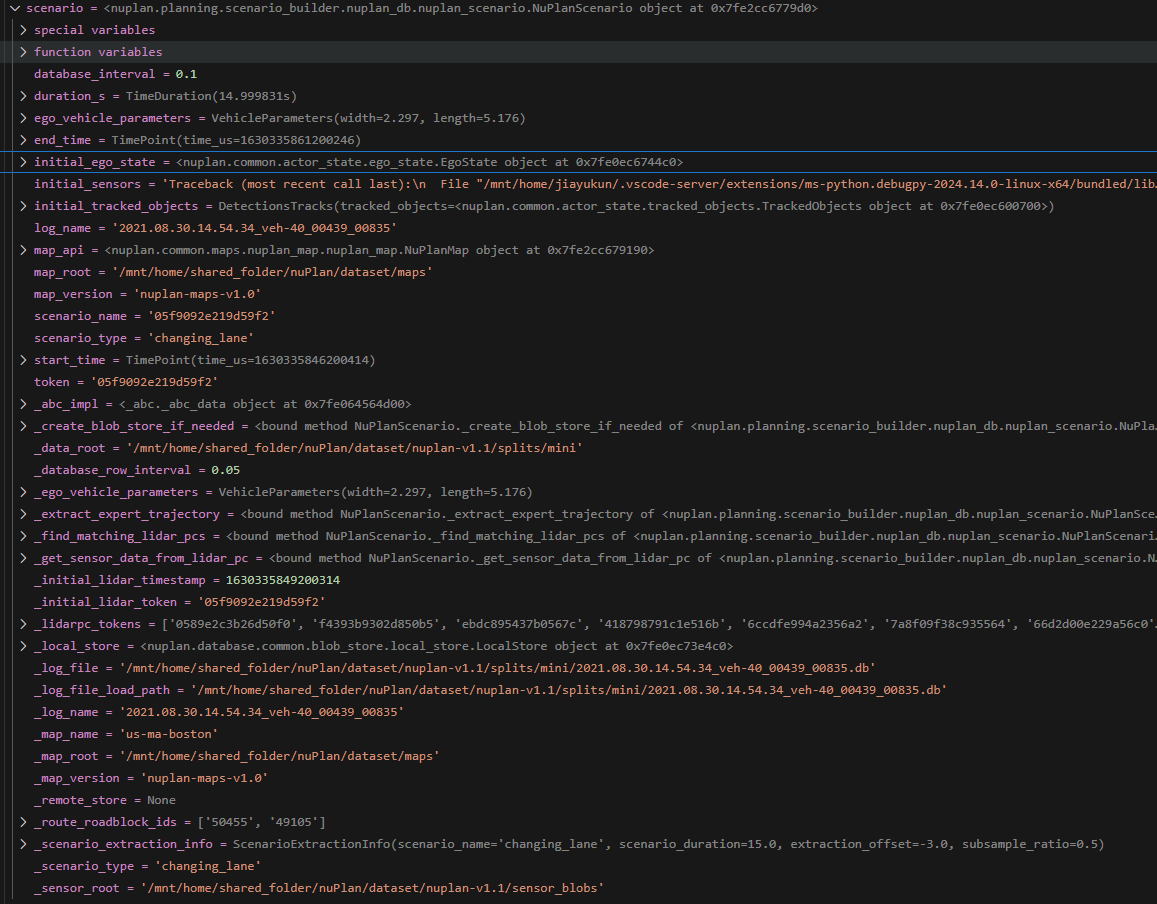 scenario = <nuplan.planning.scenario_builder.nuplan_db.nuplan_scenario.NuPlanScenario object at 0x7fe2cc6779d0>
special variables
function variables
database_interval = 0.1
duration_s = TimeDuration(14.999831s)
ego_vehicle_parameters = VehicleParameters(width=2.297, length=5.176)
end_time = TimePoint(time_us=1630335861200246)
initial_ego_state = <nuplan.common.actor_state.ego_state.EgoState object at 0x7fe0ec6744c0>
initial_sensors = 'Traceback (most recent call last):\n  File "/mnt/home/jiayukun/.vscode-server/extensions/ms-python.debugpy-2024.14.0-linux-x64/bundled/lib…
initial_tracked_objects = DetectionsTracks(tracked_objects=<nuplan.common.actor_state.tracked_objects.TrackedObjects object at 0x7fe0ec600700>)
log_name = '2021.08.30.14.54.34_veh-40_00439_00835'
map_api = <nuplan.common.maps.nuplan_map.nuplan_map.NuPlanMap object at 0x7fe2cc679190>
map_root = '/mnt/home/shared_folder/nuPlan/dataset/maps'
map_version = 'nuplan-maps-v1.0'
scenario_name = '05f9092e219d59f2'
scenario_type = 'changing_lane'
start_time = TimePoint(time_us=1630335846200414)
token = '05f9092e219d59f2'
_abc_impl = <_abc._abc_data object at 0x7fe064564d00>
_create_blob_store_if_needed = <bound method NuPlanScenario._create_blob_store_if_needed of <nuplan.planning.scenario_builder.nuplan_db.nuplan_scenario.NuPla…
_data_root = '/mnt/home/shared_folder/nuPlan/dataset/nuplan-v1.1/splits/mini'
_database_row_interval = 0.05
_ego_vehicle_parameters = VehicleParameters(width=2.297, length=5.176)
_extract_expert_trajectory = <bound method NuPlanScenario._extract_expert_trajectory of <nuplan.planning.scenario_builder.nuplan_db.nuplan_scenario.NuPlanSce…
_find_matching_lidar_pcs = <bound method NuPlanScenario._find_matching_lidar_pcs of <nuplan.planning.scenario_builder.nuplan_db.nuplan_scenario.NuPlanScenari…
_get_sensor_data_from_lidar_pc = <bound method NuPlanScenario._get_sensor_data_from_lidar_pc of <nuplan.planning.scenario_builder.nuplan_db.nuplan_scenario.N…
_initial_lidar_timestamp = 1630335849200314
_initial_lidar_token = '05f9092e219d59f2'
_lidarpc_tokens = ['0589e2c3b26d50f0', 'f4393b9302d850b5', 'ebdc895437b0567c', '418798791c1e516b', '6ccdfe994a2356a2', '7a8f09f38c935564', '66d2d00e229a56c0'…
_local_store = <nuplan.database.common.blob_store.local_store.LocalStore object at 0x7fe0ec73e4c0>
_log_file = '/mnt/home/shared_folder/nuPlan/dataset/nuplan-v1.1/splits/mini/2021.08.30.14.54.34_veh-40_00439_00835.db'
_log_file_load_path = '/mnt/home/shared_folder/nuPlan/dataset/nuplan-v1.1/splits/mini/2021.08.30.14.54.34_veh-40_00439_00835.db'
_log_name = '2021.08.30.14.54.34_veh-40_00439_00835'
_map_name = 'us-ma-boston'
_map_root = '/mnt/home/shared_folder/nuPlan/dataset/maps'
_map_version = 'nuplan-maps-v1.0'
_remote_store = None
_route_roadblock_ids = ['50455', '49105']
_scenario_extraction_info = ScenarioExtractionInfo(scenario_name='changing_lane', scenario_duration=15.0, extraction_offset=-3.0, subsample_ratio=0.5)
_scenario_type = 'changing_lane'
_sensor_root = '/mnt/home/shared_folder/nuPlan/dataset/nuplan-v1.1/sensor_blobs'